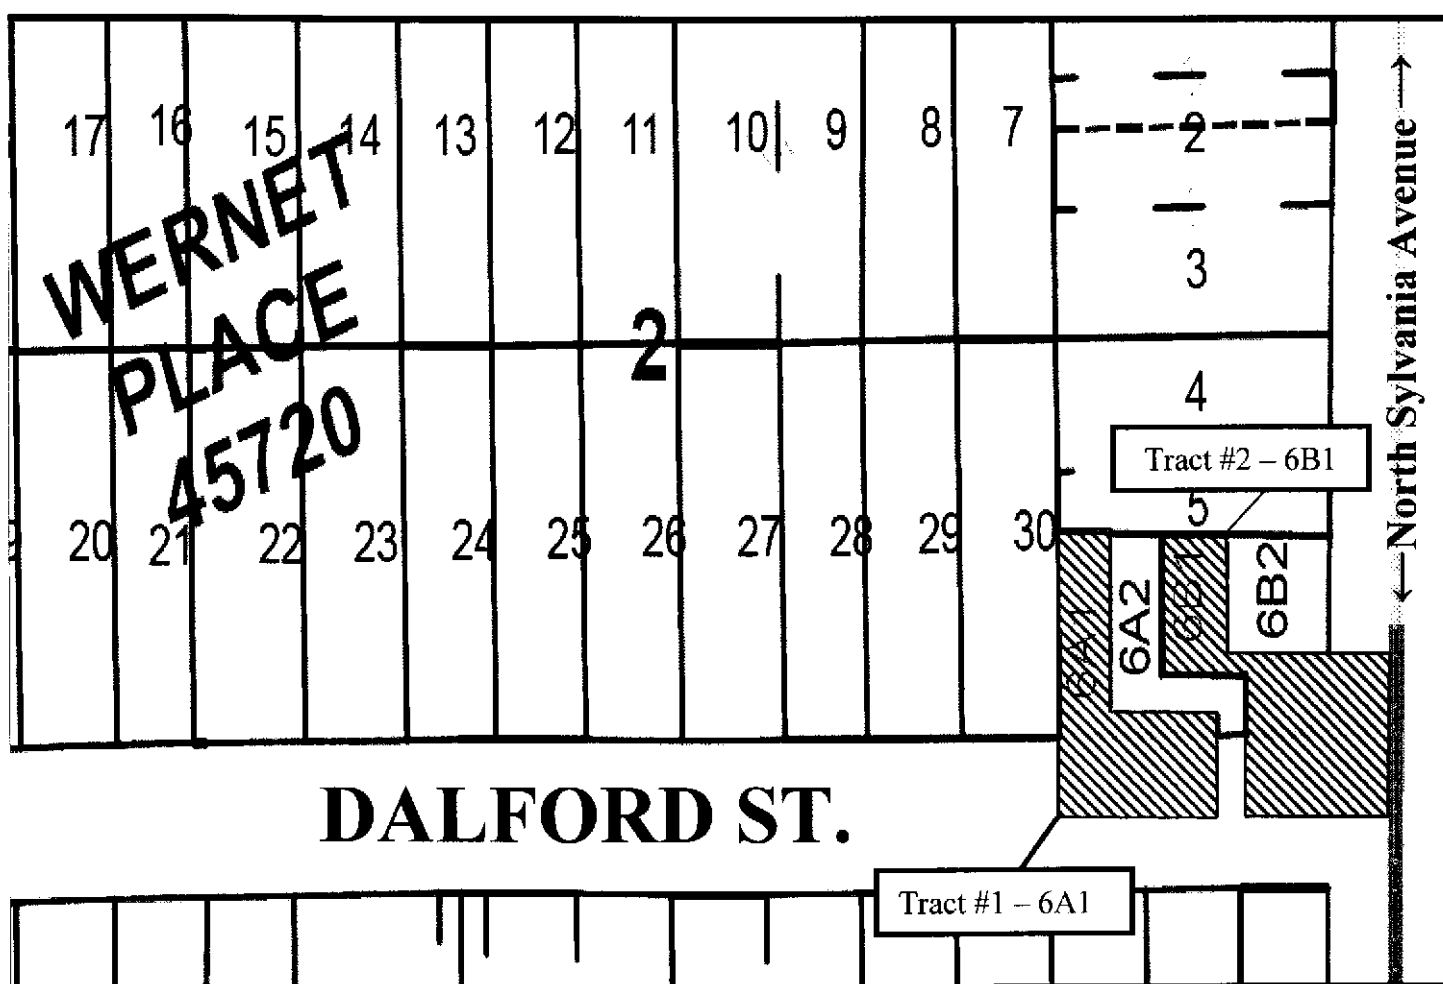 17 16 15 14 13 12 11 10 9 8 7 2
3
WERNET
PLACE
45720
2
4
Tract #2 – 6B1
5
20 21 22 23 24 25 26 27 28 29 30
6A1 6A2 6B1 6B2
←North Sylvania Avenue→
DALFORD ST.
Tract #1 – 6A1